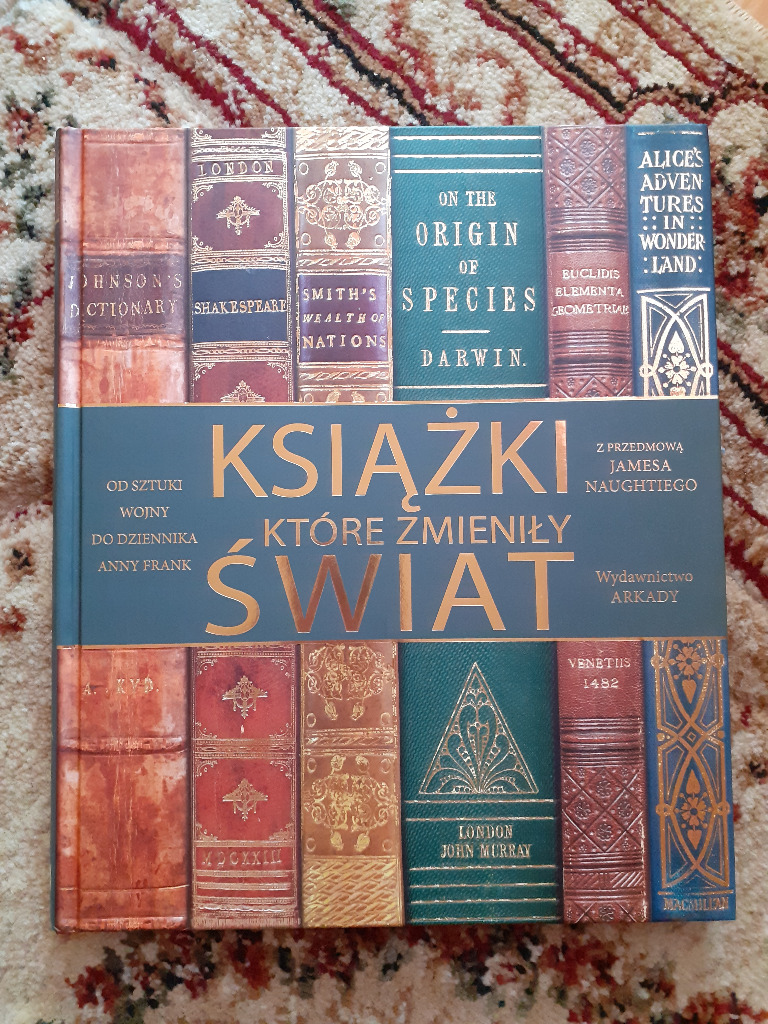 JOHNSON'S
DICTIONARY
LONDON
SHAKESPEARE
SMITH'S
WEALTH OF
NATIONS
ON THE
ORIGIN
OF
SPECIES
DARWIN.
EUCLIDIS
ELEMENTA
GEOMETRIAE
ALICE'S
ADVEN-
TURES
IN
WONDER-
LAND:
OD SZTUKI
WOJNY
DO DZIENNIKA
ANNY FRANK
KSIĄŻKI
KTÓRE ZMIENIŁY
ŚWIAT
Z PRZEDMOWĄ
JAMESA
NAUGHTIEGO
Wydawnictwo
ARKADY
MDCXXIII
LONDON
JOHN MURRAY
VENETIIS
1482
MACMILLAN